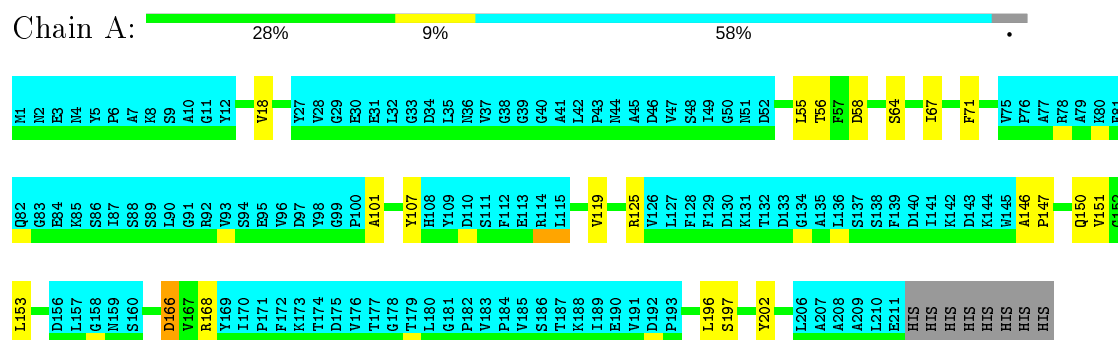 Chain A:
28% 9% 58% •
M1 N2 E3 N4 Y5 P6 A7 K8 S9 A10 G11 Y12 V18 Y27 V28 G29 E30 E31 L32 G33 D34 L35 N36 V37 G38 G39 G40 A41 L42 P43 N44 A45 D46 V47 S48 I49 G50 N51 D52 L55 T56 F57 D58 S64 I67 F71 V75 P76 A77 R78 A79 K80 E81
Q82 G83 E84 K85 S86 I87 V88 S89 L90 G91 R92 Y93 S94 E95 V96 D97 Y98 G99 P100 A101 Y107 H108 Y109 D110 S111 F112 E113 R114 L115 V119 R125 V126 L127 F128 F129 D130 K131 T132 D133 G134 A135 L136 S137 S138 F139 D140 I141 K142 D143 K144 W145 A146 P147 Q150 V151 G152
L153 D156 L157 G158 N159 S160 D166 V167 R168 Y169 I170 P171 F172 K173 T174 D175 V176 T177 G178 T179 L180 G181 P182 V183 P184 V185 S186 T187 K188 I189 E190 V191 D192 P193 L196 S197 Y202 L206 A207 A208 A209 L210 E211 HIS HIS HIS HIS HIS HIS HIS HIS